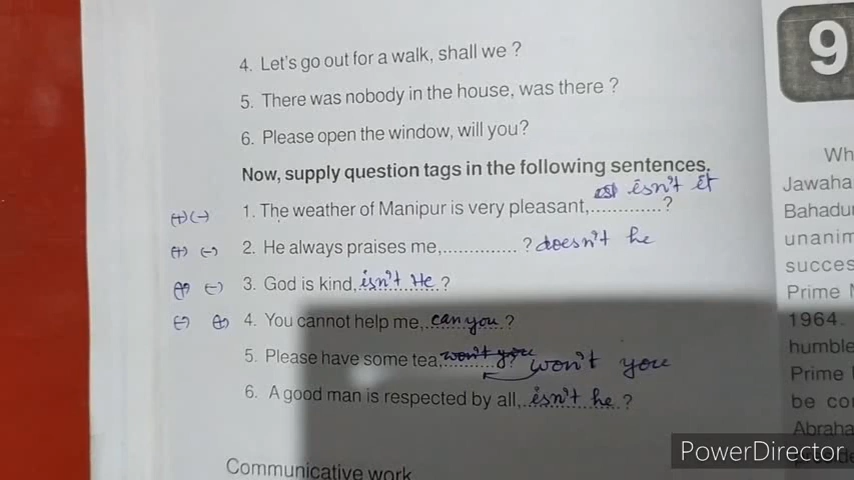 4. Let's go out for a walk, shall we ?
5. There was nobody in the house, was there ?
6. Please open the window, will you?
Now, supply question tags in the following sentences.
isn't it
(+) (-) 1. The weather of Manipur is very pleasant,..............?
(+) (-) 2. He always praises me,............... ? doesn't he
(+) (-) 3. God is kind, isn't He ?
(-) (+) 4. You cannot help me, can you ?
5. Please have some tea, won't you ? won't you
6. A good man is respected by all, isn't he ?
Communicative work
9
Wh
Jawaha
Bahadu
unanim
succes
Prime
1964.
humble
Prime
be co
Abraha
PowerDirector